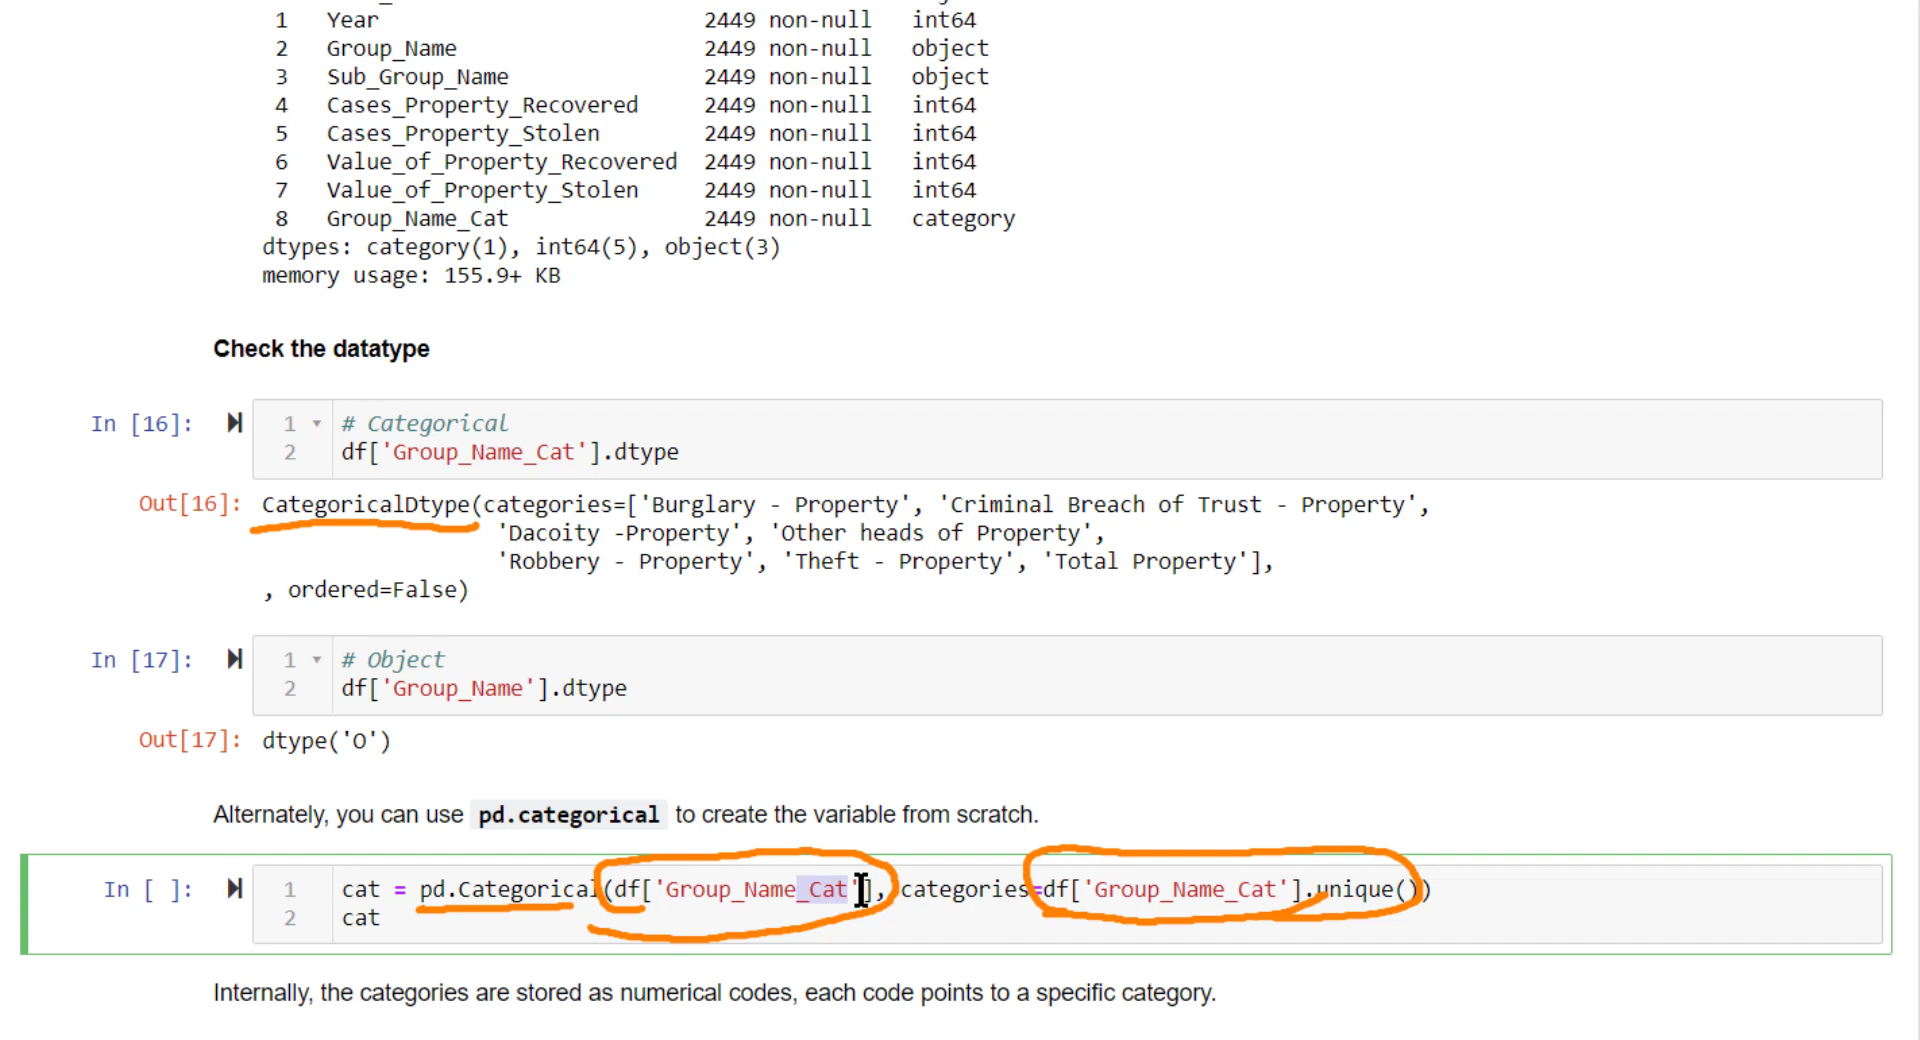 1 Year 2449 non-null int64
2 Group_Name 2449 non-null object
3 Sub_Group_Name 2449 non-null object
4 Cases_Property_Recovered 2449 non-null int64
5 Cases_Property_Stolen 2449 non-null int64
6 Value_of_Property_Recovered 2449 non-null int64
7 Value_of_Property_Stolen 2449 non-null int64
8 Group_Name_Cat 2449 non-null category
dtypes: category(1), int64(5), object(3)
memory usage: 155.9+ KB
Check the datatype
In [16]: 1 # Categorical
2 df['Group_Name_Cat'].dtype
Out[16]: CategoricalDtype(categories=['Burglary - Property', 'Criminal Breach of Trust - Property',
'Dacoity -Property', 'Other heads of Property',
'Robbery - Property', 'Theft - Property', 'Total Property'],
, ordered=False)
In [17]: 1 # Object
2 df['Group_Name'].dtype
Out[17]: dtype('O')
Alternately, you can use pd.categorical to create the variable from scratch.
In [ ]: 1 cat = pd.Categorical(df['Group_Name_Cat'], categories=df['Group_Name_Cat'].unique())
2 cat
Internally, the categories are stored as numerical codes, each code points to a specific category.